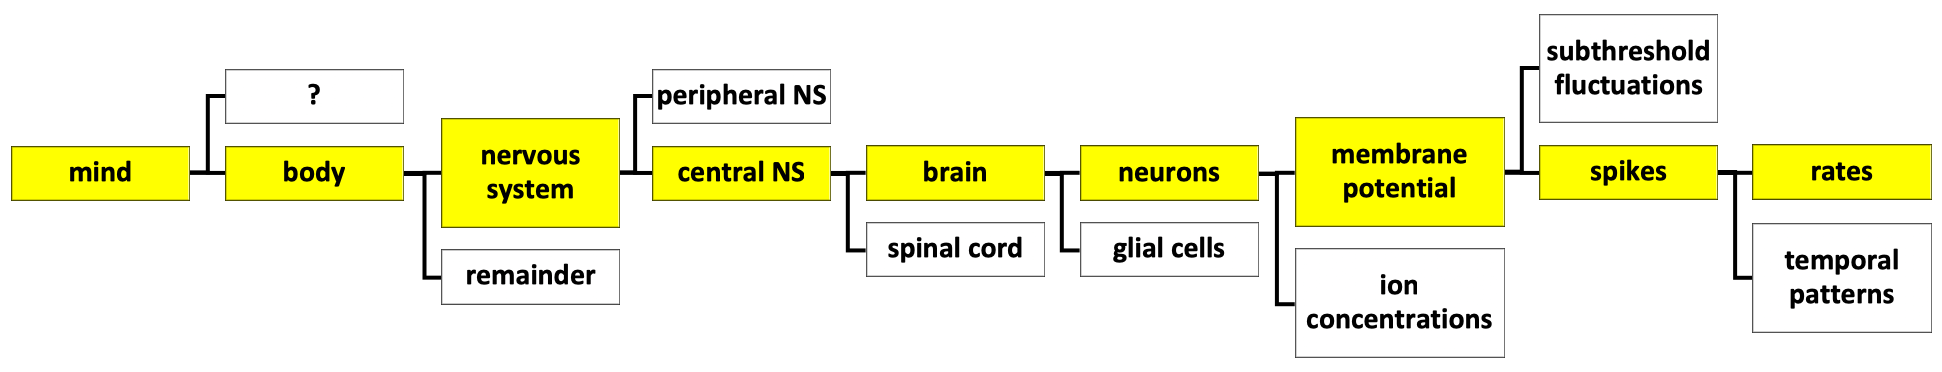 mind
?
body
nervous
system
remainder
peripheral NS
central NS
brain
spinal cord
neurons
glial cells
membrane
potential
ion
concentrations
subthreshold
fluctuations
spikes
rates
temporal
patterns